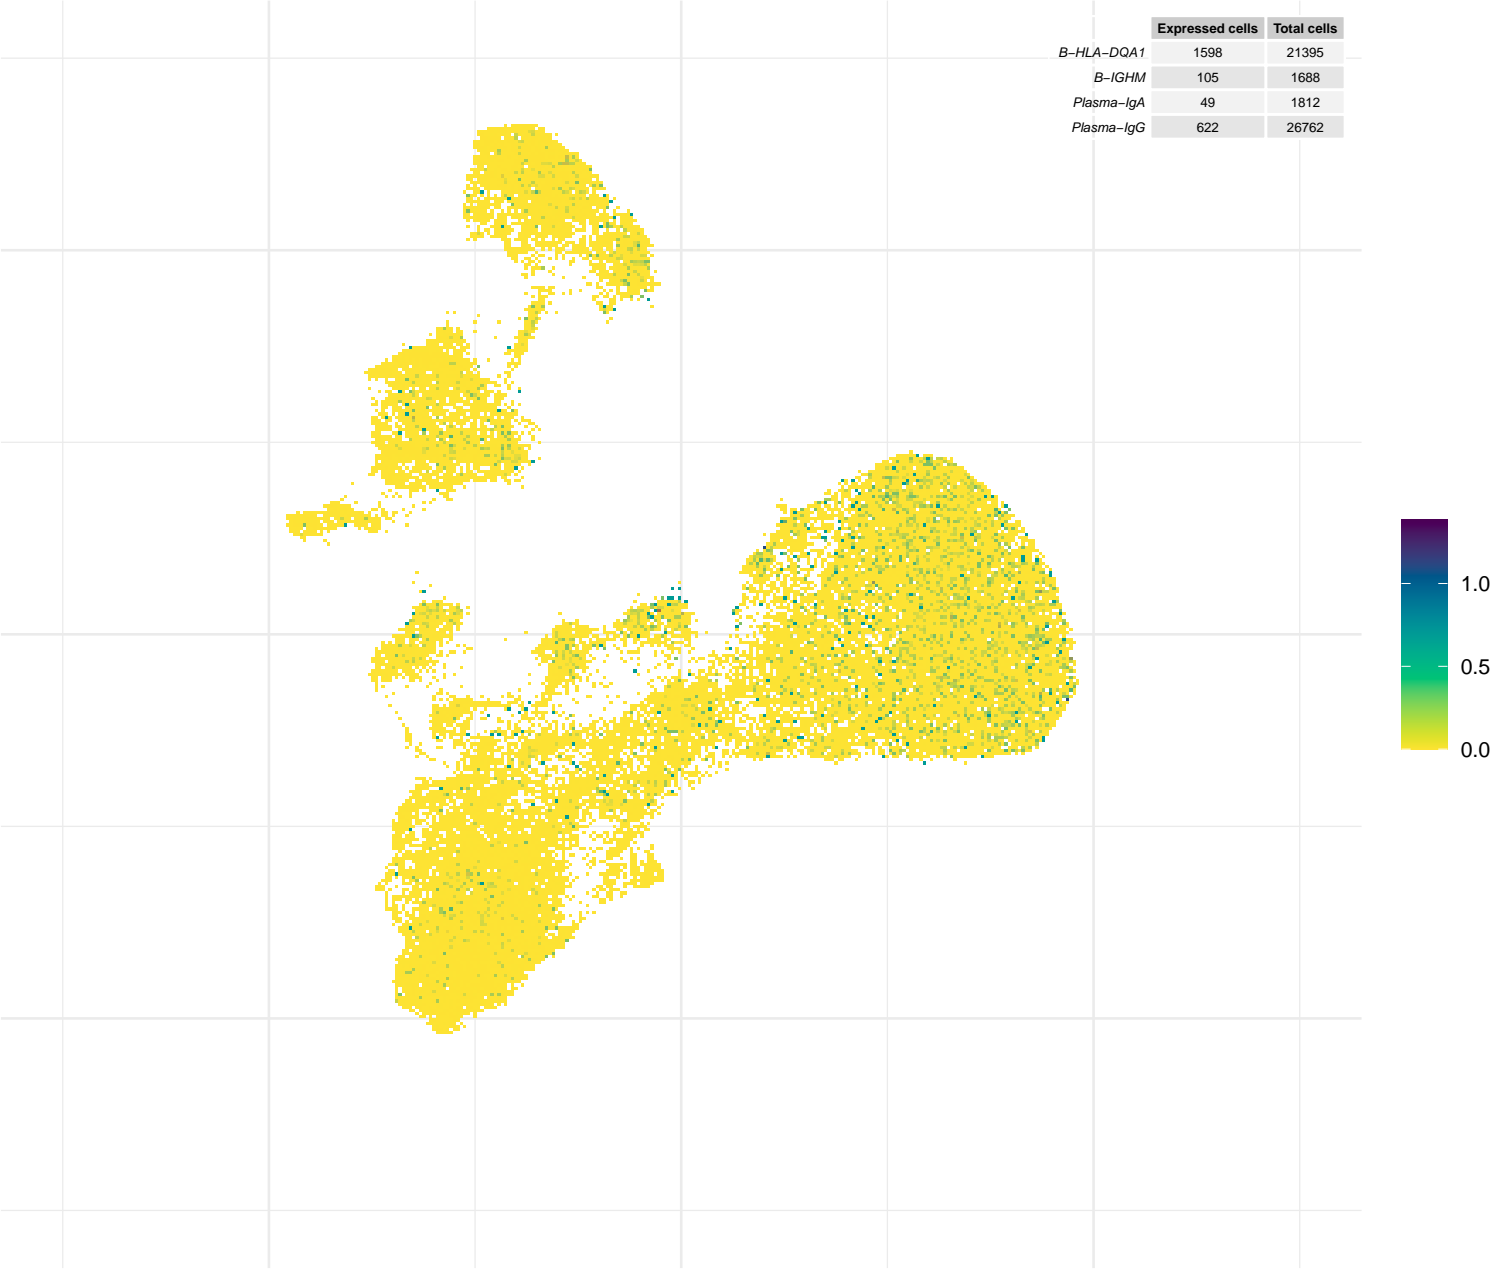 Expressed cells Total cells
B−HLA−DQA1 1598 21395
B−IGHM 105 1688
Plasma−IgA 49 1812
Plasma−IgG 622 26762
1.0
0.5
0.0